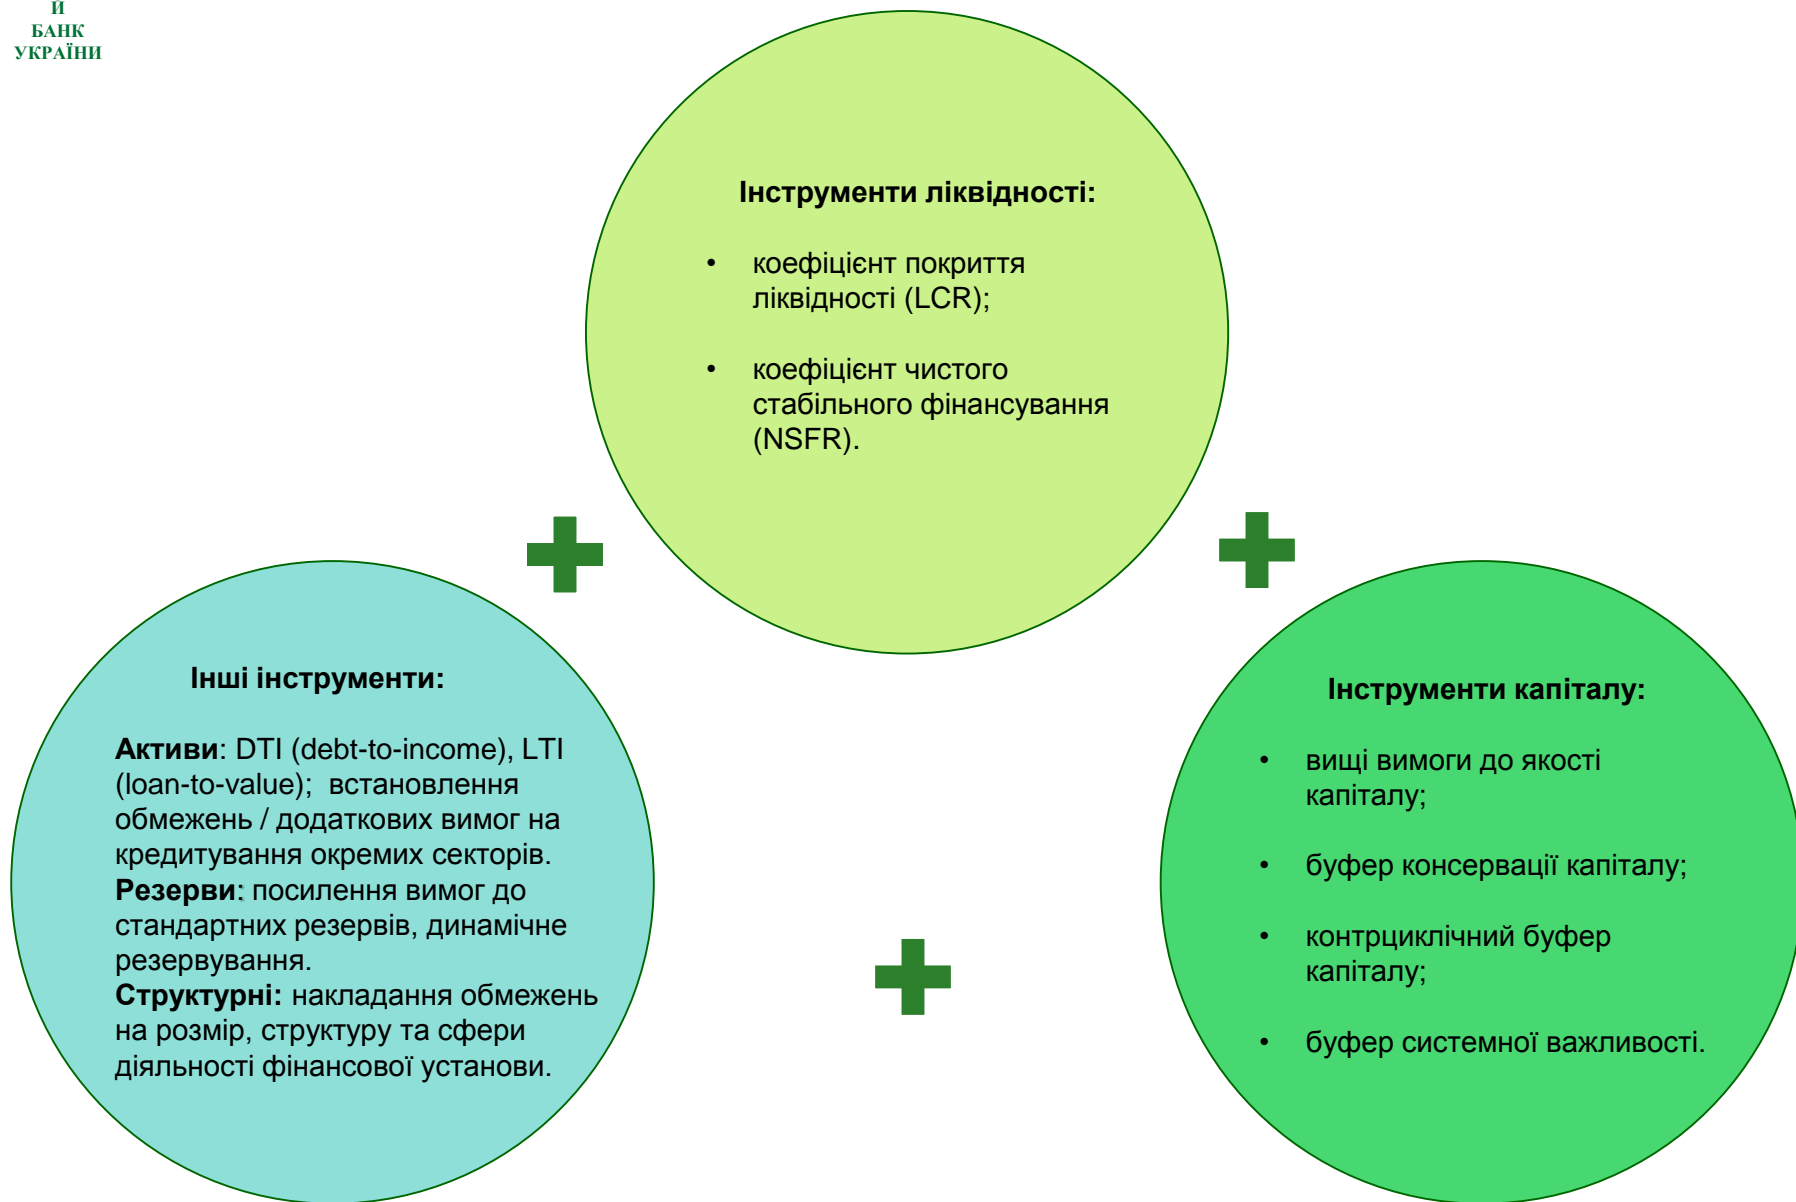 Й
БАНК
УКРАЇНИ
Інструменти ліквідності:
• коефіцієнт покриття
ліквідності (LCR);
• коефіцієнт чистого
стабільного фінансування
(NSFR).
Інші інструменти:
Активи: DTI (debt-to-income), LTI
(loan-to-value); встановлення
обмежень / додаткових вимог на
кредитування окремих секторів.
Резерви: посилення вимог до
стандартних резервів, динамічне
резервування.
Структурні: накладання обмежень
на розмір, структуру та сфери
діяльності фінансової установи.
Інструменти капіталу:
• вищі вимоги до якості
капіталу;
• буфер консервації капіталу;
• контрциклічний буфер
капіталу;
• буфер системної важливості.